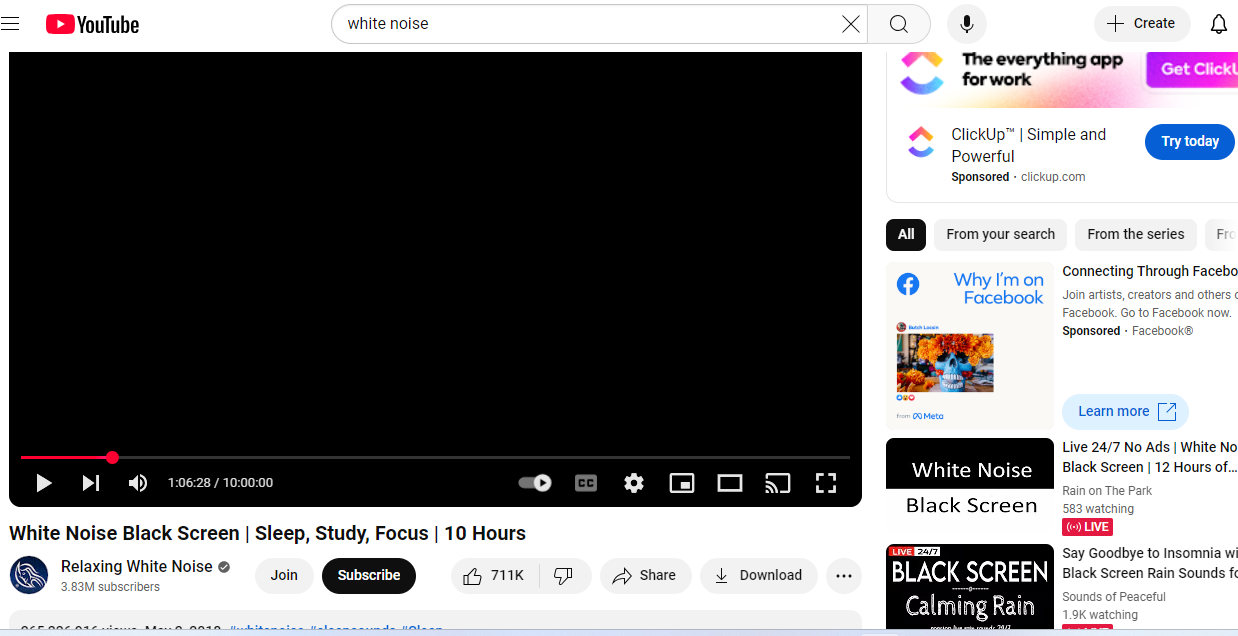 YouTube
white noise
Create
The everything app
for work
Get ClickU
ClickUp™ | Simple and
Powerful
Sponsored · clickup.com
Try today
All
From your search
From the series
Fro
Why I'm on
Facebook
Butch Locsin
from Meta
Connecting Through Facebo
Join artists, creators and others o
Facebook. Go to Facebook now.
Sponsored · Facebook®
Learn more
1:06:28 / 10:00:00
CC
White Noise Black Screen | Sleep, Study, Focus | 10 Hours
Relaxing White Noise
3.83M subscribers
Join
Subscribe
711K
Share
Download
#whitenoise #sleepsounds #Sleep
White Noise
Black Screen
Live 24/7 No Ads | White No
Black Screen | 12 Hours of...
Rain on The Park
583 watching
LIVE
LIVE 24/7
BLACK SCREEN
Calming Rain
Say Goodbye to Insomnia wi
Black Screen Rain Sounds fo
Sounds of Peaceful
1.9K watching